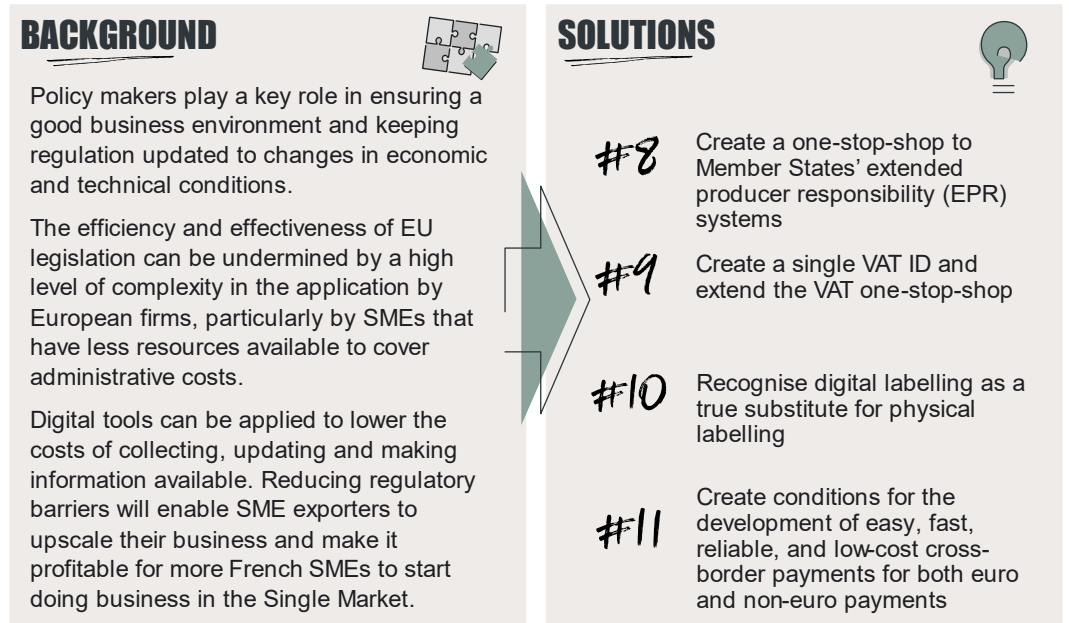 BACKGROUND
Policy makers play a key role in ensuring a
good business environment and keeping
regulation updated to changes in economic
and technical conditions.
The efficiency and effectiveness of EU
legislation can be undermined by a high
level of complexity in the application by
European firms, particularly by SMEs that
have less resources available to cover
administrative costs.
Digital tools can be applied to lower the
costs of collecting, updating and making
information available. Reducing regulatory
barriers will enable SME exporters to
upscale their business and make it
profitable for more French SMEs to start
doing business in the Single Market.
SOLUTIONS
#8
Create a one-stop-shop to
Member States’ extended
producer responsibility (EPR)
systems
#9
Create a single VAT ID and
extend the VAT one-stop-shop
#10
Recognise digital labelling as a
true substitute for physical
labelling
#11
Create conditions for the
development of easy, fast,
reliable, and low-cost cross-
border payments for both euro
and non-euro payments